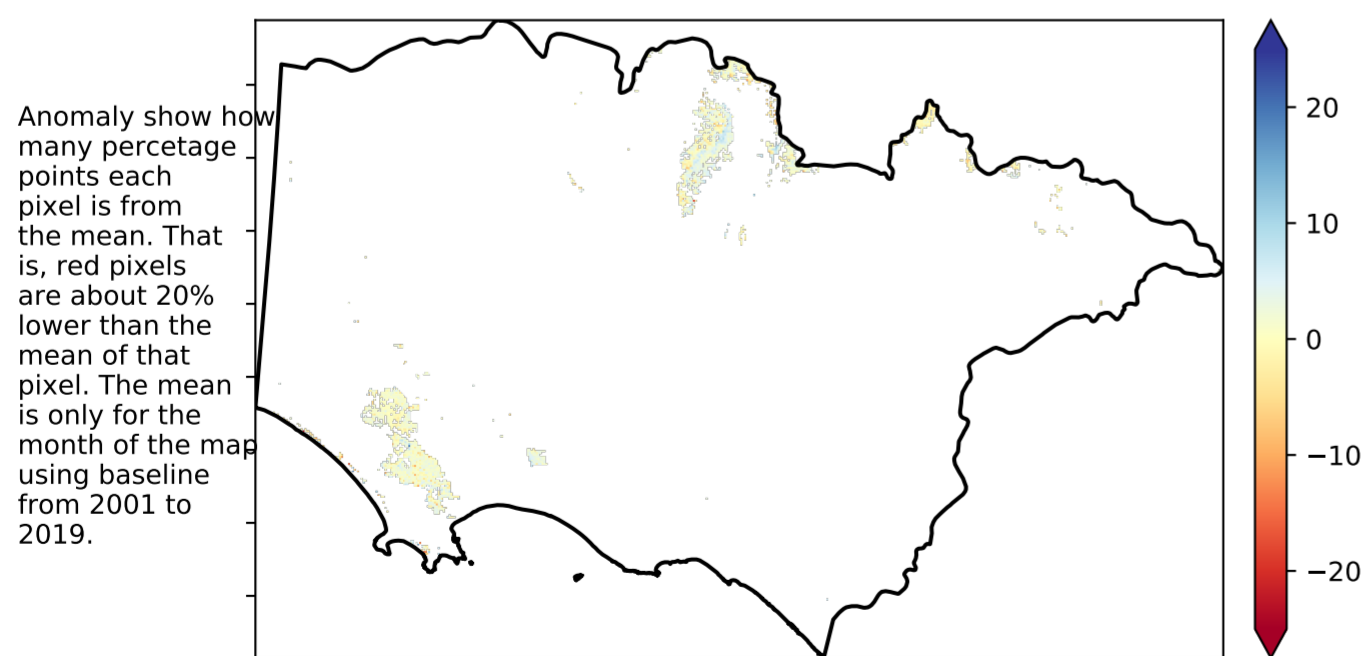 Anomaly show how
many percetage
points each
pixel is from
the mean. That
is, red pixels
are about 20%
lower than the
mean of that
pixel. The mean
is only for the
month of the map
using baseline
from 2001 to
2019.
20
10
0
−10
−20